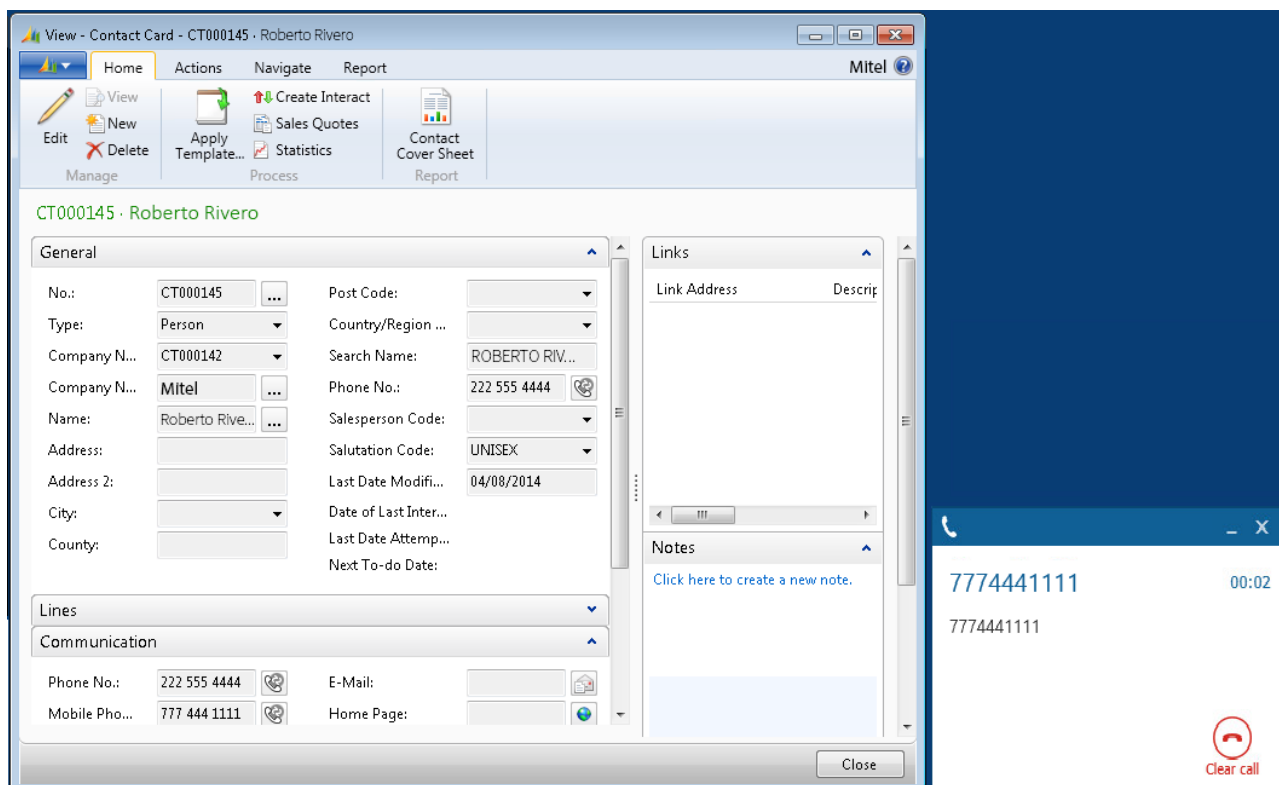 View - Contact Card - CT000145 · Roberto Rivero
Home Actions Navigate Report Mitel
Edit
View
New
Delete
Manage
Apply Template...
Create Interact
Sales Quotes
Statistics
Process
Contact Cover Sheet
Report
CT000145 · Roberto Rivero
General
No.: CT000145 ... Post Code:
Type: Person Country/Region ...
Company N... CT000142 Search Name: ROBERTO RIV...
Company N... Mitel ... Phone No.: 222 555 4444
Name: Roberto Rive... ... Salesperson Code:
Address: Salutation Code: UNISEX
Address 2: Last Date Modifi... 04/08/2014
City: Date of Last Inter...
County: Last Date Attemp...
Next To-do Date:
Lines
Communication
Phone No.: 222 555 4444 E-Mail:
Mobile Pho... 777 444 1111 Home Page:
Links
Link Address Descrip
Notes
Click here to create a new note.
Close
7774441111 00:02
7774441111
Clear call